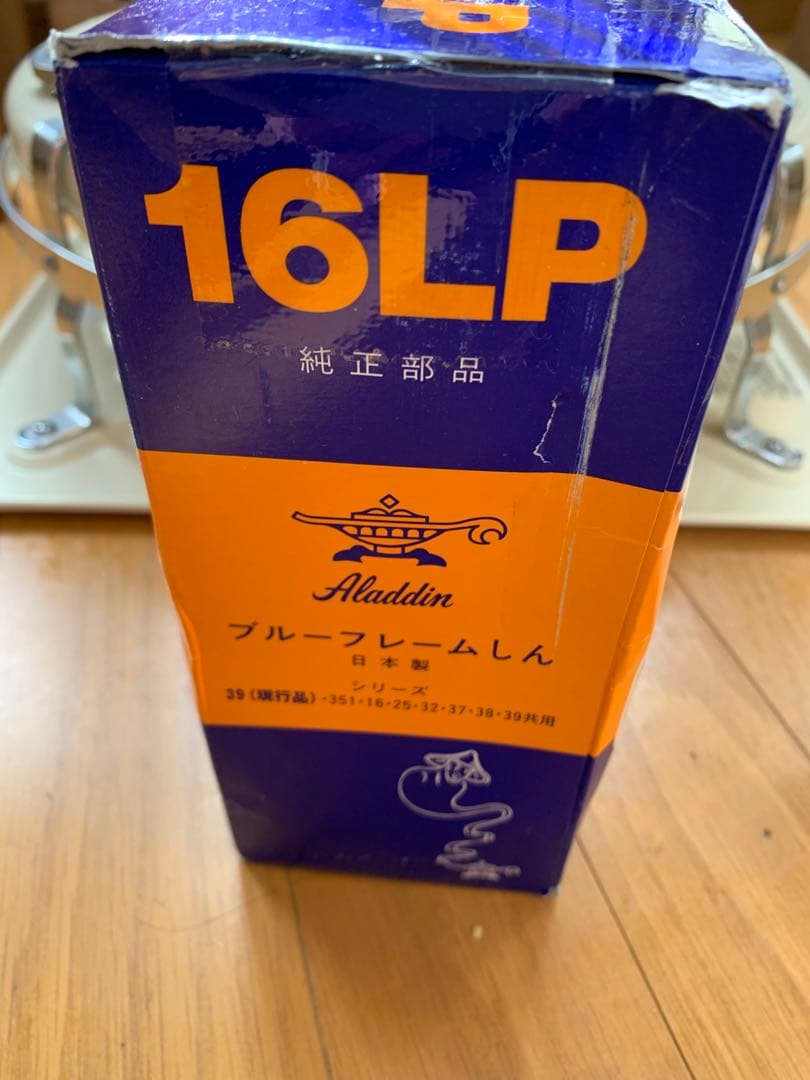 16LP
純正部品
Aladdin
ブルーフレームしん
日本製
シリーズ
39(現行品)・351・16・25・32・37・38・39共用